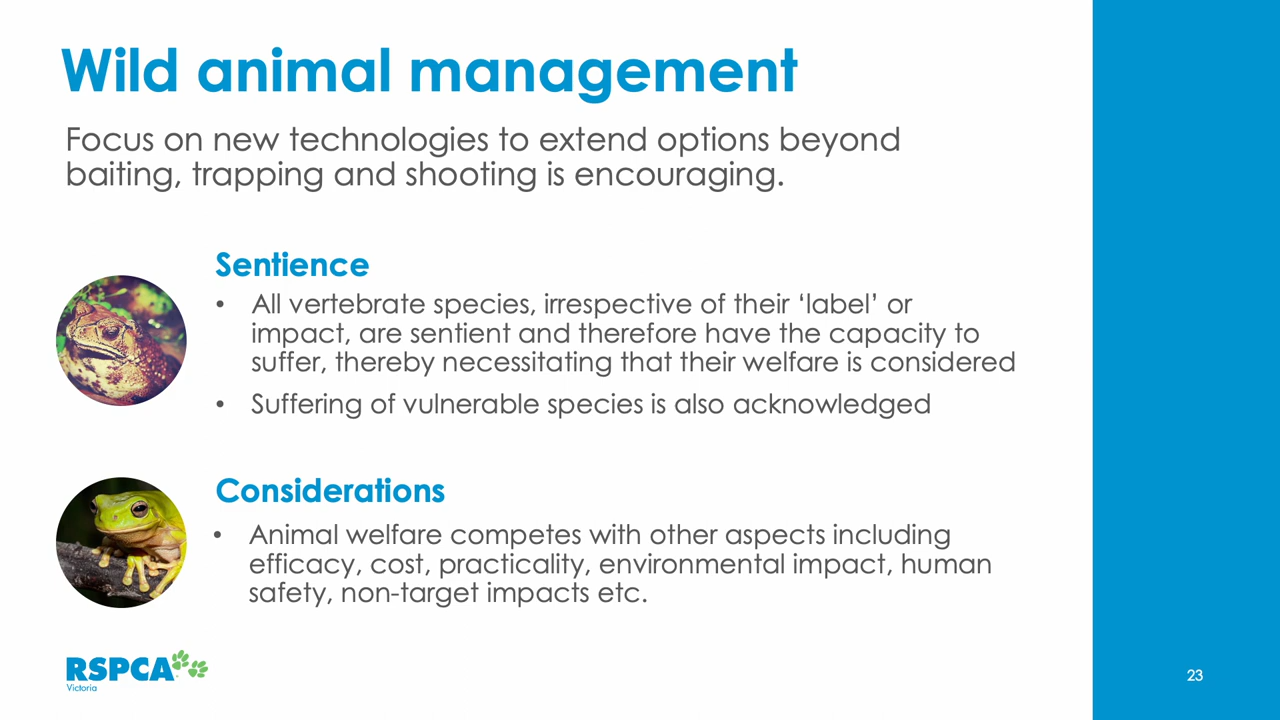 Wild animal management
Focus on new technologies to extend options beyond
baiting, trapping and shooting is encouraging.
Sentience
• All vertebrate species, irrespective of their ‘label’ or
impact, are sentient and therefore have the capacity to
suffer, thereby necessitating that their welfare is considered
• Suffering of vulnerable species is also acknowledged
Considerations
• Animal welfare competes with other aspects including
efficacy, cost, practicality, environmental impact, human
safety, non-target impacts etc.
RSPCA
Victoria
23